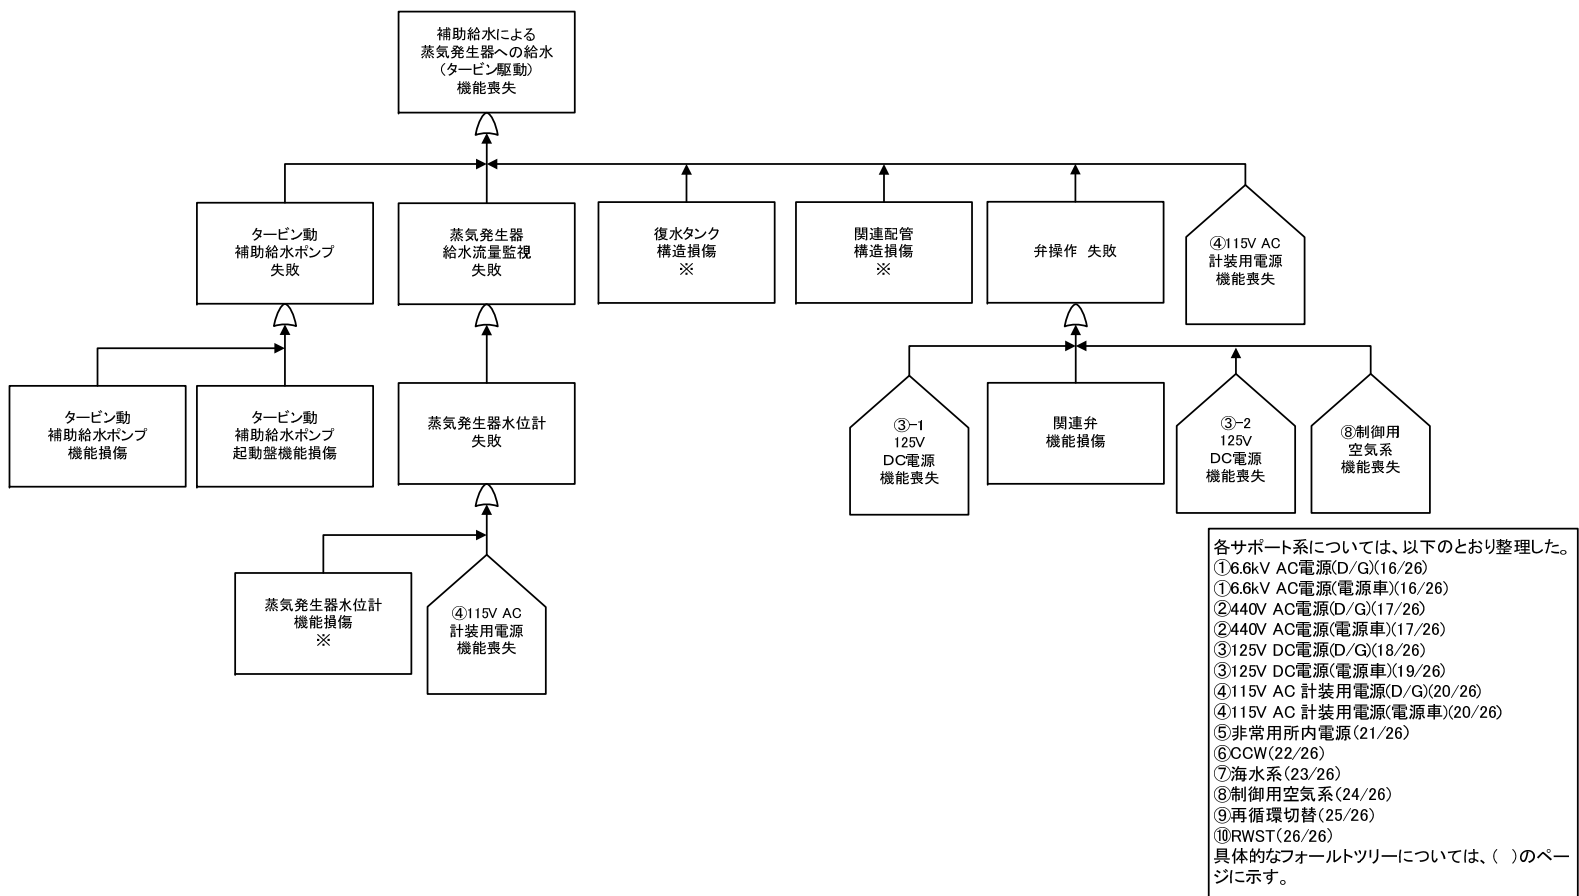 補助給水による
蒸気発生器への給水
(タービン駆動)
機能喪失
タービン動
補助給水ポンプ
失敗
蒸気発生器
給水流量監視
失敗
復水タンク
構造損傷
※
関連配管
構造損傷
※
弁操作 失敗
④115V AC
計装用電源
機能喪失
タービン動
補助給水ポンプ
機能損傷
タービン動
補助給水ポンプ
起動盤機能損傷
蒸気発生器水位計
失敗
③-1
125V
DC電源
機能喪失
関連弁
機能損傷
③-2
125V
DC電源
機能喪失
⑧制御用
空気系
機能喪失
蒸気発生器水位計
機能損傷
※
④115V AC
計装用電源
機能喪失
各サポート系については、以下のとおり整理した。
①6.6kV AC電源(D/G)(16/26)
①6.6kV AC電源(電源車)(16/26)
②440V AC電源(D/G)(17/26)
②440V AC電源(電源車)(17/26)
③125V DC電源(D/G)(18/26)
③125V DC電源(電源車)(19/26)
④115V AC 計装用電源(D/G)(20/26)
④115V AC 計装用電源(電源車)(20/26)
⑤非常用所内電源(21/26)
⑥CCW(22/26)
⑦海水系(23/26)
⑧制御用空気系(24/26)
⑨再循環切替(25/26)
⑩RWST(26/26)
具体的なフォールトツリーについては、( )のペー
ジに示す。